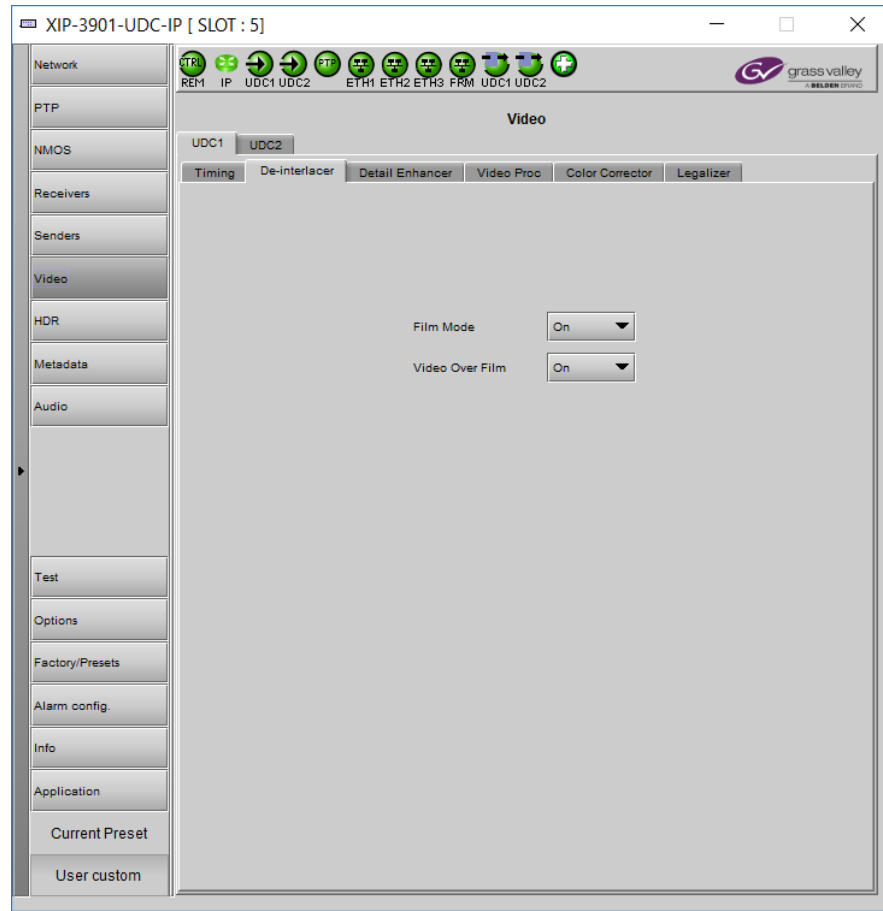 XIP-3901-UDC-IP [ SLOT : 5]
Network
PTP
NMOS
Receivers
Senders
Video
HDR
Metadata
Audio
Test
Options
Factory/Presets
Alarm config.
Info
Application
Current Preset
User custom
CTRL PTP
REM IP UDC1 UDC2 ETH1 ETH2 ETH3 FRM UDC1 UDC2
GV grass valley
A BELDEN BRAND
Video
UDC1 UDC2
Timing De-interlacer Detail Enhancer Video Proc Color Corrector Legalizer
Film Mode On
Video Over Film On